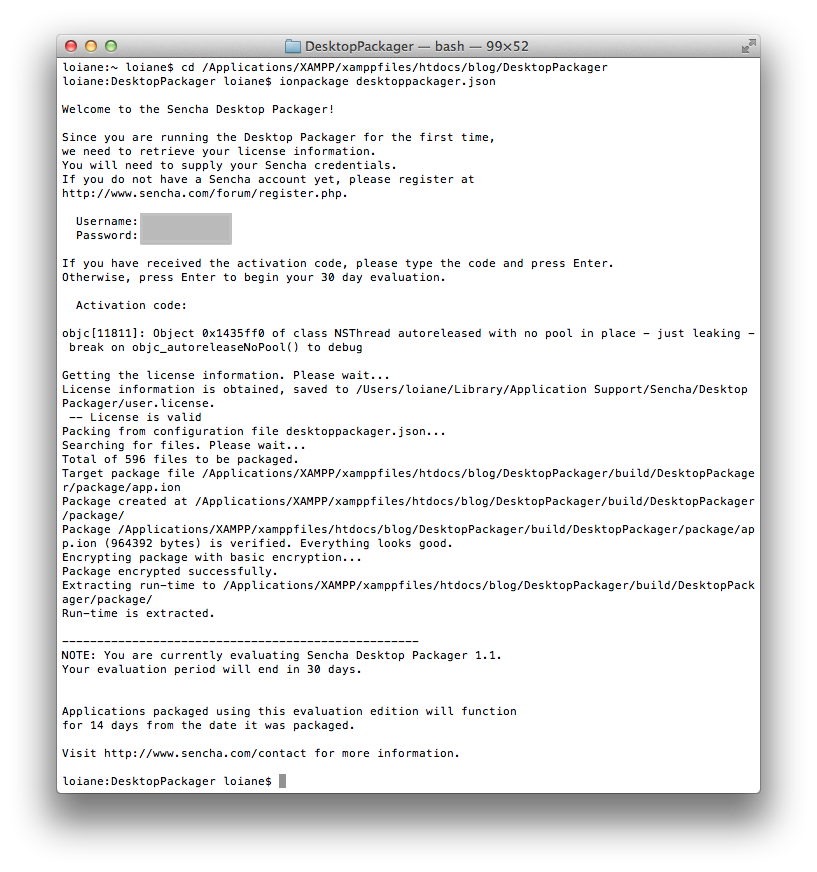 DesktopPackager — bash — 99×52
loiane:~ loiane$ cd /Applications/XAMPP/xamppfiles/htdocs/blog/DesktopPackager
loiane:DesktopPackager loiane$ ionpackage desktoppackager.json
Welcome to the Sencha Desktop Packager!
Since you are running the Desktop Packager for the first time,
we need to retrieve your license information.
You will need to supply your Sencha credentials.
If you do not have a Sencha account yet, please register at
http://www.sencha.com/forum/register.php.
Username:
Password:
If you have received the activation code, please type the code and press Enter.
Otherwise, press Enter to begin your 30 day evaluation.
Activation code:
objc[11811]: Object 0x1435ff0 of class NSThread autoreleased with no pool in place - just leaking -
break on objc_autoreleaseNoPool() to debug
Getting the license information. Please wait...
License information is obtained, saved to /Users/loiane/Library/Application Support/Sencha/Desktop
Packager/user.license.
-- License is valid
Packing from configuration file desktoppackager.json...
Searching for files. Please wait...
Total of 596 files to be packaged.
Target package file /Applications/XAMPP/xamppfiles/htdocs/blog/DesktopPackager/build/DesktopPackage
r/package/app.ion
Package created at /Applications/XAMPP/xamppfiles/htdocs/blog/DesktopPackager/build/DesktopPackager
/package/
Package /Applications/XAMPP/xamppfiles/htdocs/blog/DesktopPackager/build/DesktopPackager/package/ap
p.ion (964392 bytes) is verified. Everything looks good.
Encrypting package with basic encryption...
Package encrypted successfully.
Extracting run-time to /Applications/XAMPP/xamppfiles/htdocs/blog/DesktopPackager/build/DesktopPack
ager/package/
Run-time is extracted.
---------------------------------------------------
NOTE: You are currently evaluating Sencha Desktop Packager 1.1.
Your evaluation period will end in 30 days.
Applications packaged using this evaluation edition will function
for 14 days from the date it was packaged.
Visit http://www.sencha.com/contact for more information.
loiane:DesktopPackager loiane$